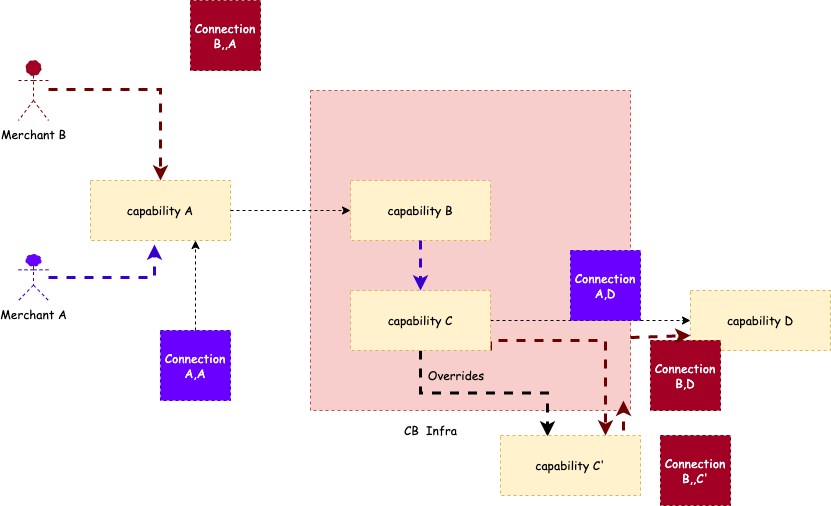 Connection
B,,A
Merchant B
capability A
capability B
Merchant A
Connection
A,D
capability C
capability D
Connection
A,A
Overrides
Connection
B,D
CB Infra
capability C'
Connection
B,,C'